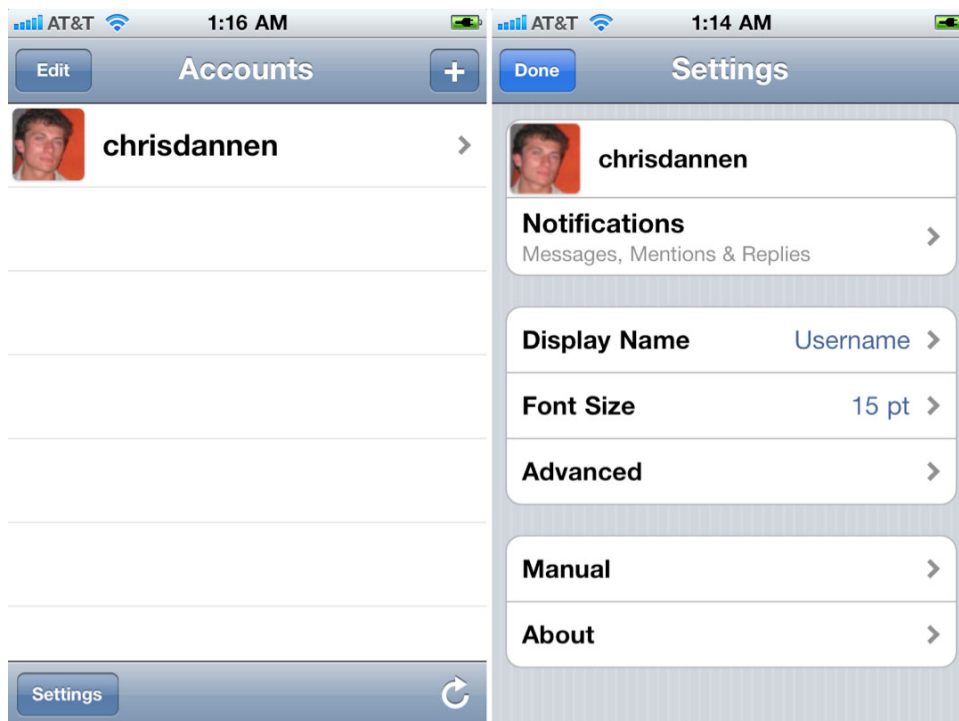 AT&T 1:16 AM
Edit Accounts +
chrisdannen
Settings
AT&T 1:14 AM
Done Settings
chrisdannen
Notifications
Messages, Mentions & Replies
Display Name Username
Font Size 15 pt
Advanced
Manual
About